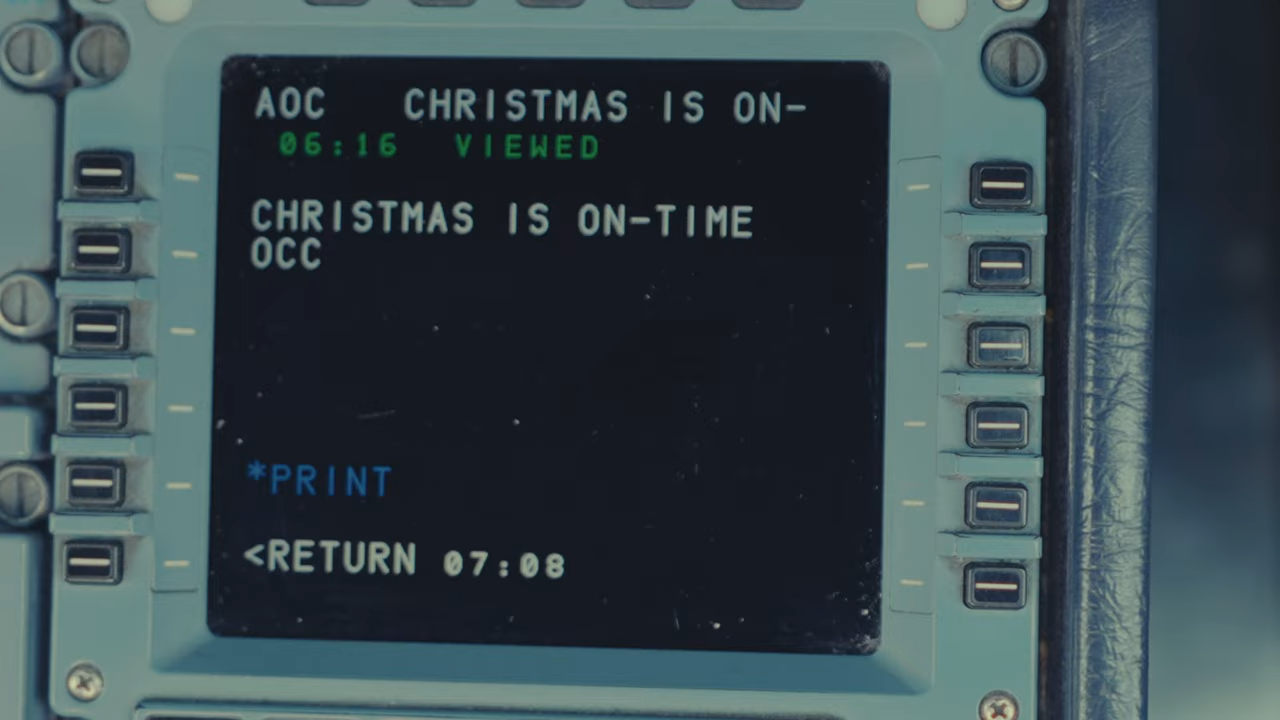 AOC CHRISTMAS IS ON-
06:16 VIEWED
CHRISTMAS IS ON-TIME
OCC
*PRINT
<RETURN 07:08